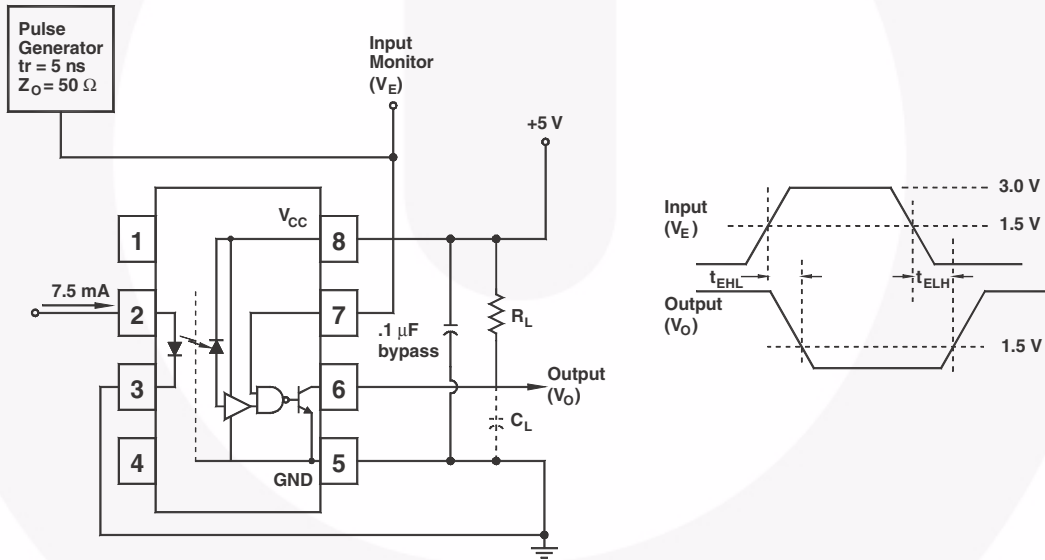 Pulse
Generator
tr = 5 ns
ZO = 50 Ω
Input
Monitor
(VE)
+5 V
VCC
1
8
7.5 mA
2
7
.1 μF
bypass
RL
3
6
Output
(VO)
CL
4
5
GND
3.0 V
Input
(VE)
1.5 V
tEHL
tELH
Output
(VO)
1.5 V